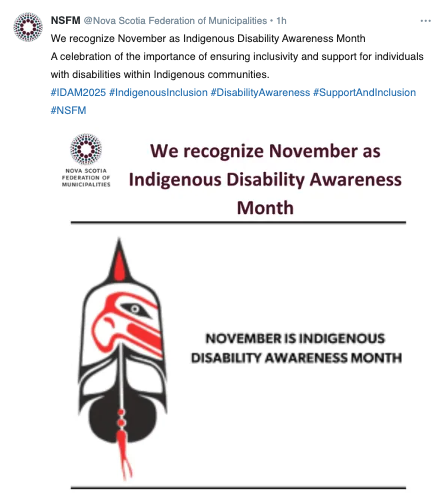 NSFM @Nova Scotia Federation of Municipalities • 1h
We recognize November as Indigenous Disability Awareness Month
A celebration of the importance of ensuring inclusivity and support for individuals
with disabilities within Indigenous communities.
#IDAM2025 #IndigenousInclusion #DisabilityAwareness #SupportAndInclusion
#NSFM
NOVA SCOTIA
FEDERATION OF
MUNICIPALITIES
We recognize November as
Indigenous Disability Awareness
Month
NOVEMBER IS INDIGENOUS
DISABILITY AWARENESS MONTH